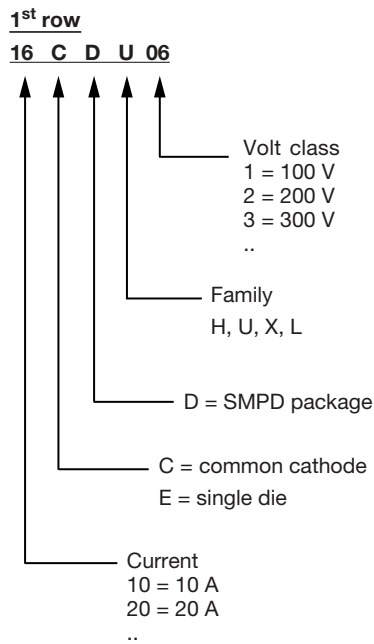 1st row
16 C D U 06
Volt class
1 = 100 V
2 = 200 V
3 = 300 V
..
Family
H, U, X, L
D = SMPD package
C = common cathode
E = single die
Current
10 = 10 A
20 = 20 A
..